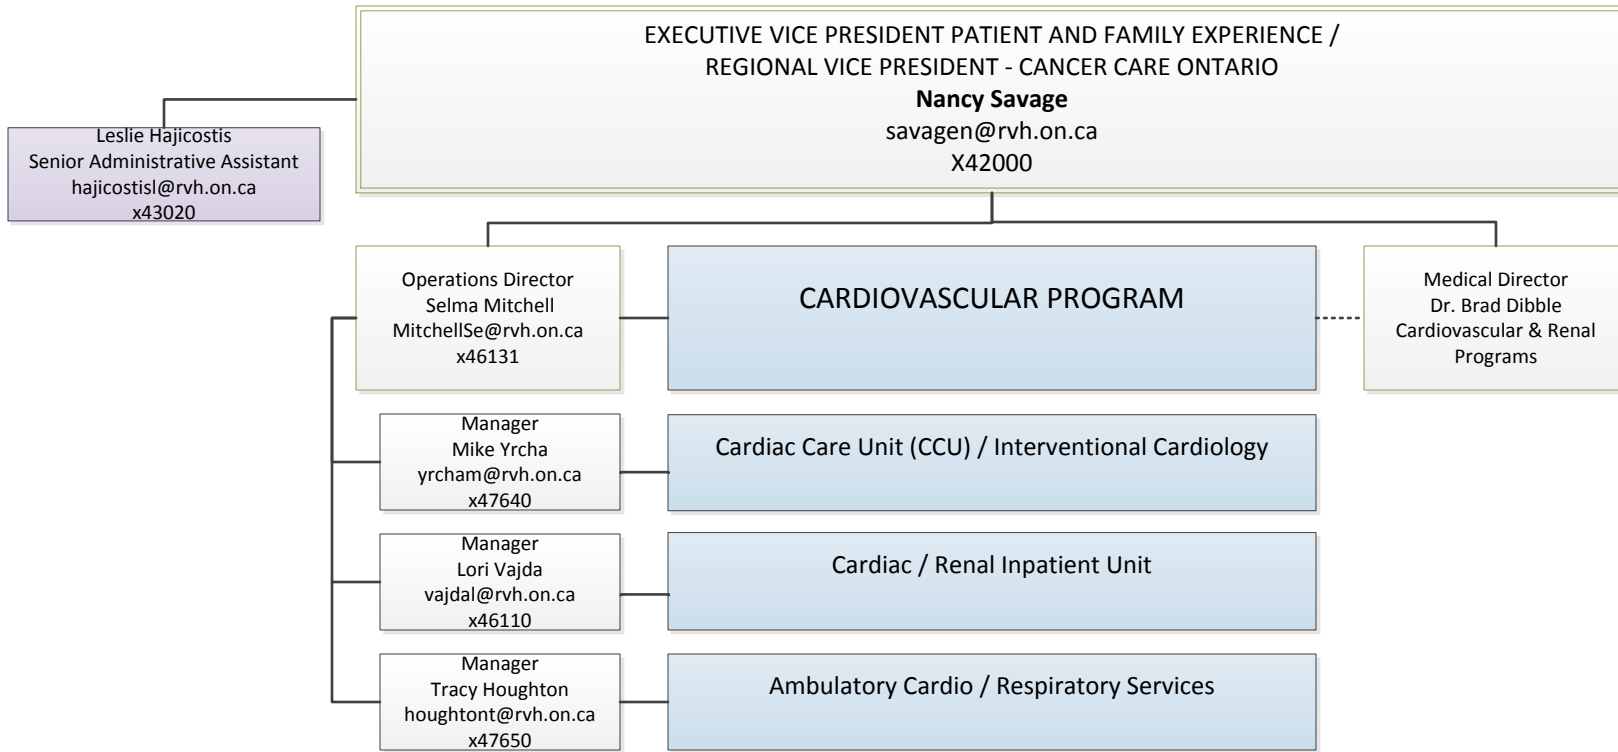 EXECUTIVE VICE PRESIDENT PATIENT AND FAMILY EXPERIENCE /
REGIONAL VICE PRESIDENT - CANCER CARE ONTARIO
Nancy Savage
savagen@rvh.on.ca
X42000
Leslie Hajicostis
Senior Administrative Assistant
hajicostisl@rvh.on.ca
x43020
Operations Director
Selma Mitchell
MitchellSe@rvh.on.ca
x46131
CARDIOVASCULAR PROGRAM
Medical Director
Dr. Brad Dibble
Cardiovascular & Renal
Programs
Manager
Mike Yrcha
yrcham@rvh.on.ca
x47640
Cardiac Care Unit (CCU) / Interventional Cardiology
Manager
Lori Vajda
vajdal@rvh.on.ca
x46110
Cardiac / Renal Inpatient Unit
Manager
Tracy Houghton
houghtont@rvh.on.ca
x47650
Ambulatory Cardio / Respiratory Services